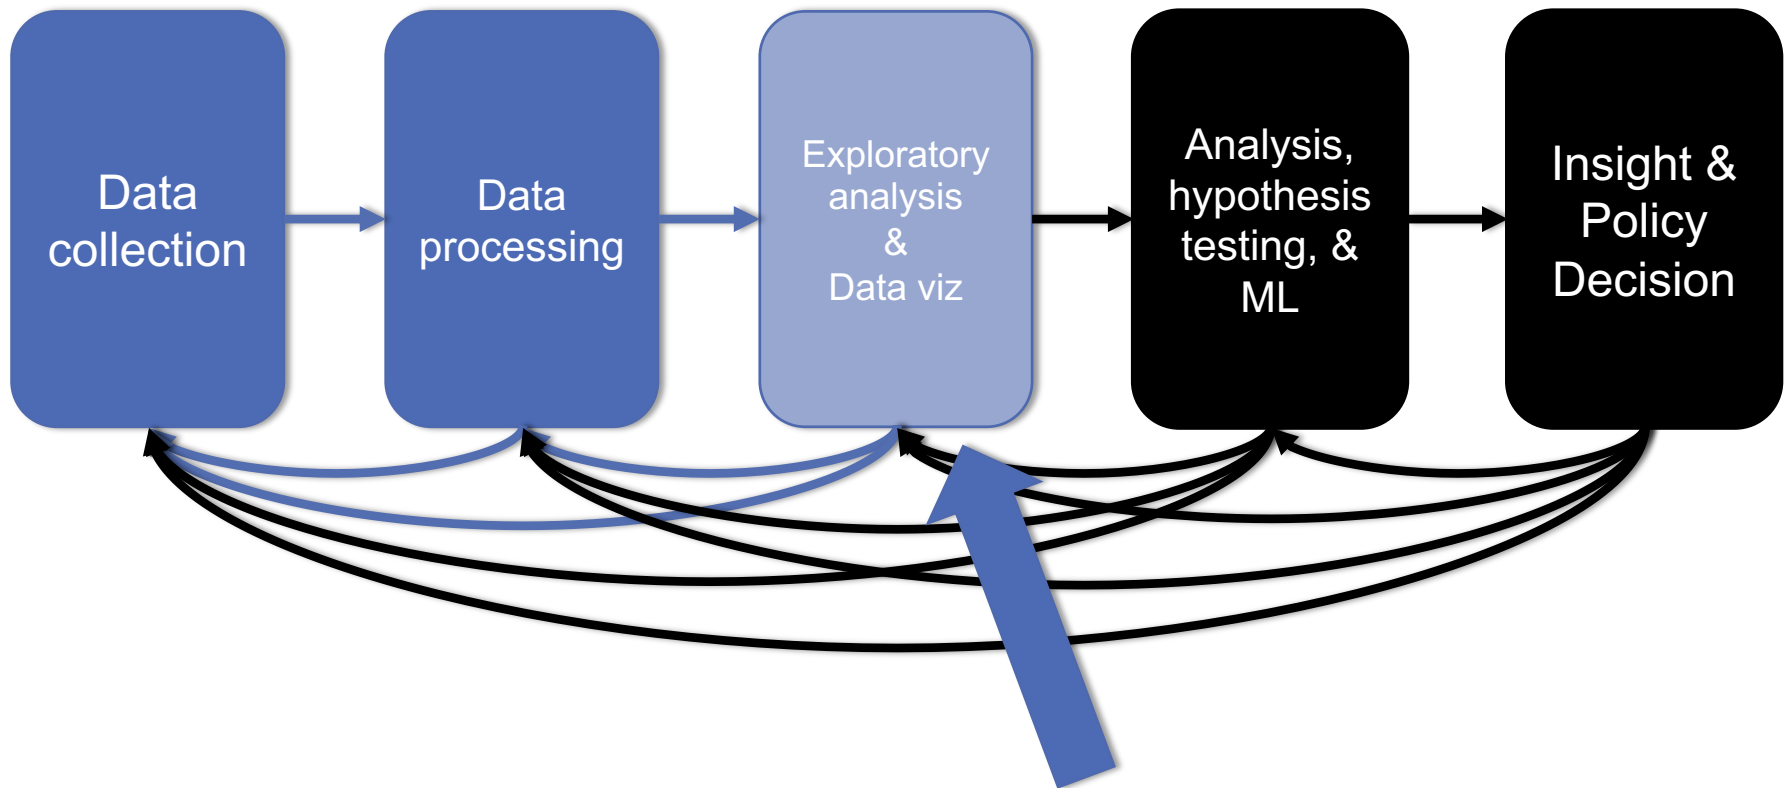 Data
collection
Data
processing
Exploratory
analysis
&
Data viz
Analysis,
hypothesis
testing, &
ML
Insight &
Policy
Decision